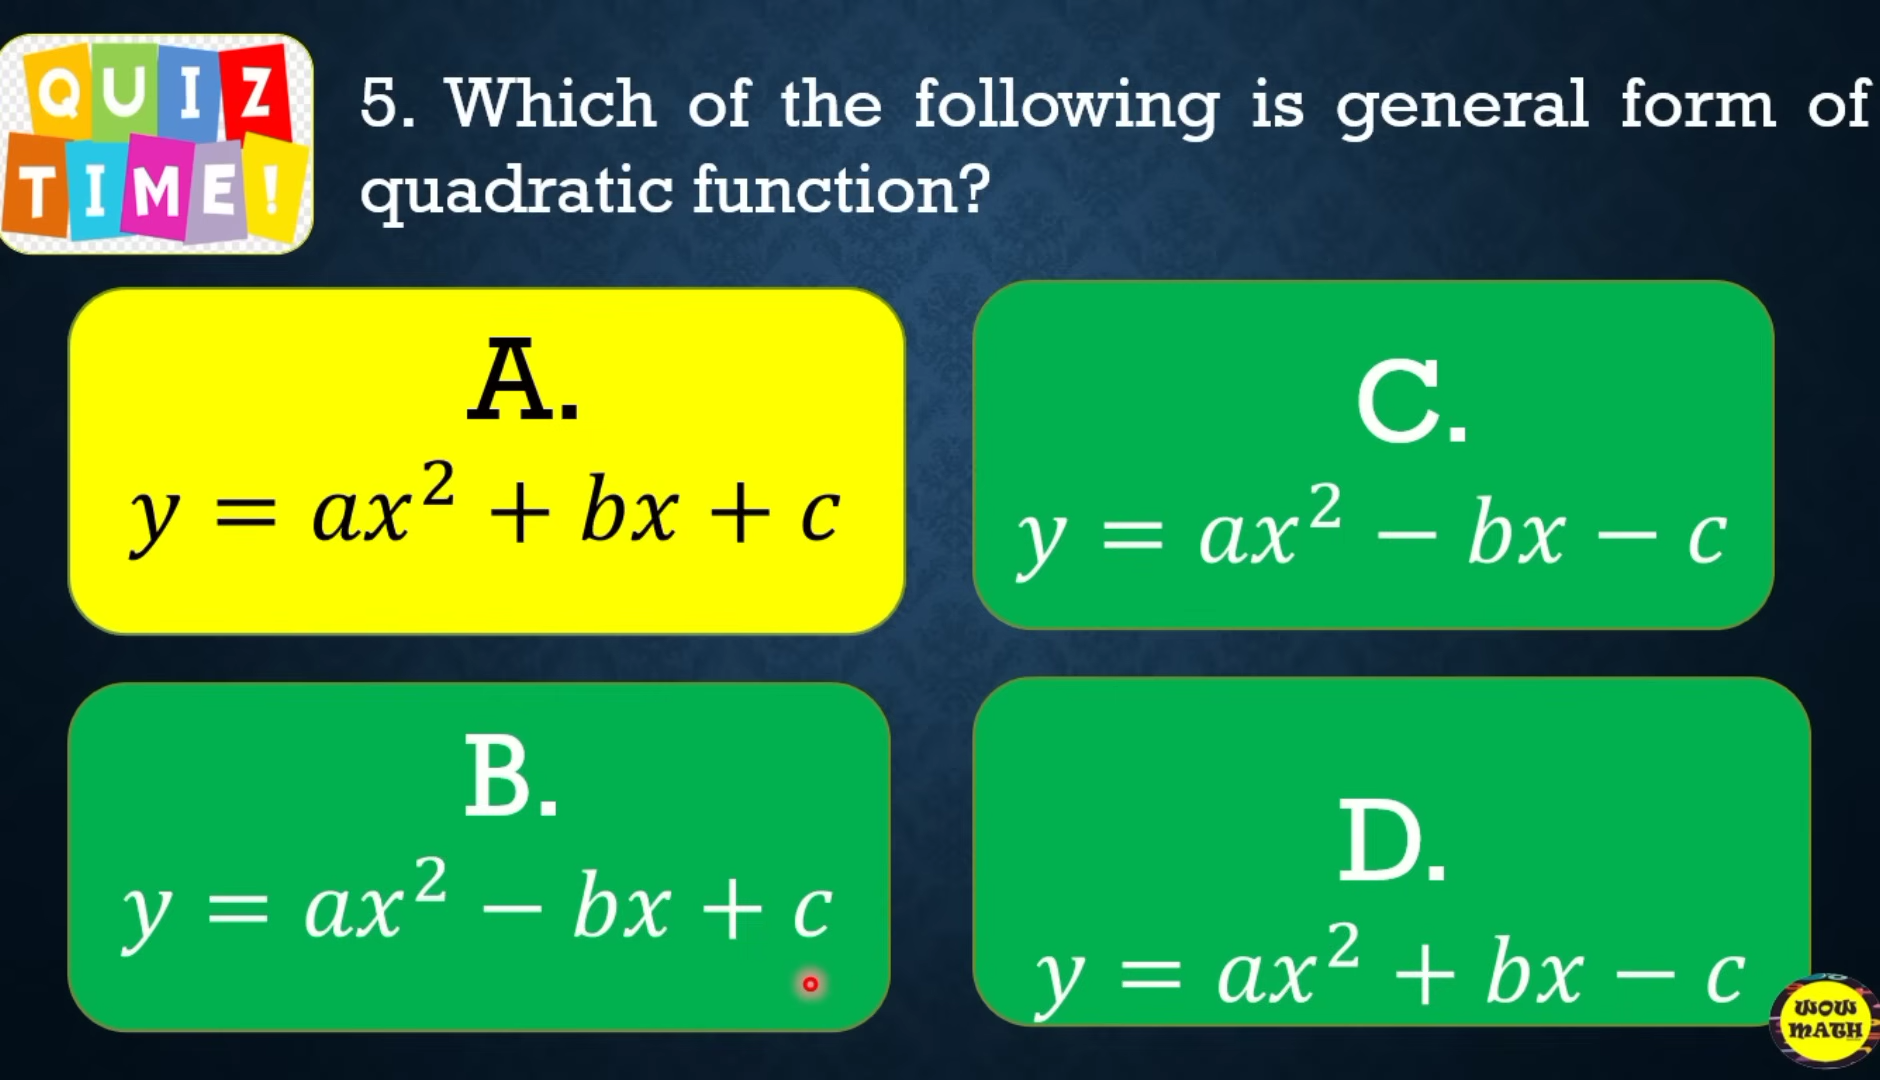 QUIZ
TIME!
5. Which of the following is general form of
quadratic function?
A.
y = ax² + bx + c
C.
y = ax² − bx − c
B.
y = ax² − bx + c
D.
y = ax² + bx − c
WOW
MATH